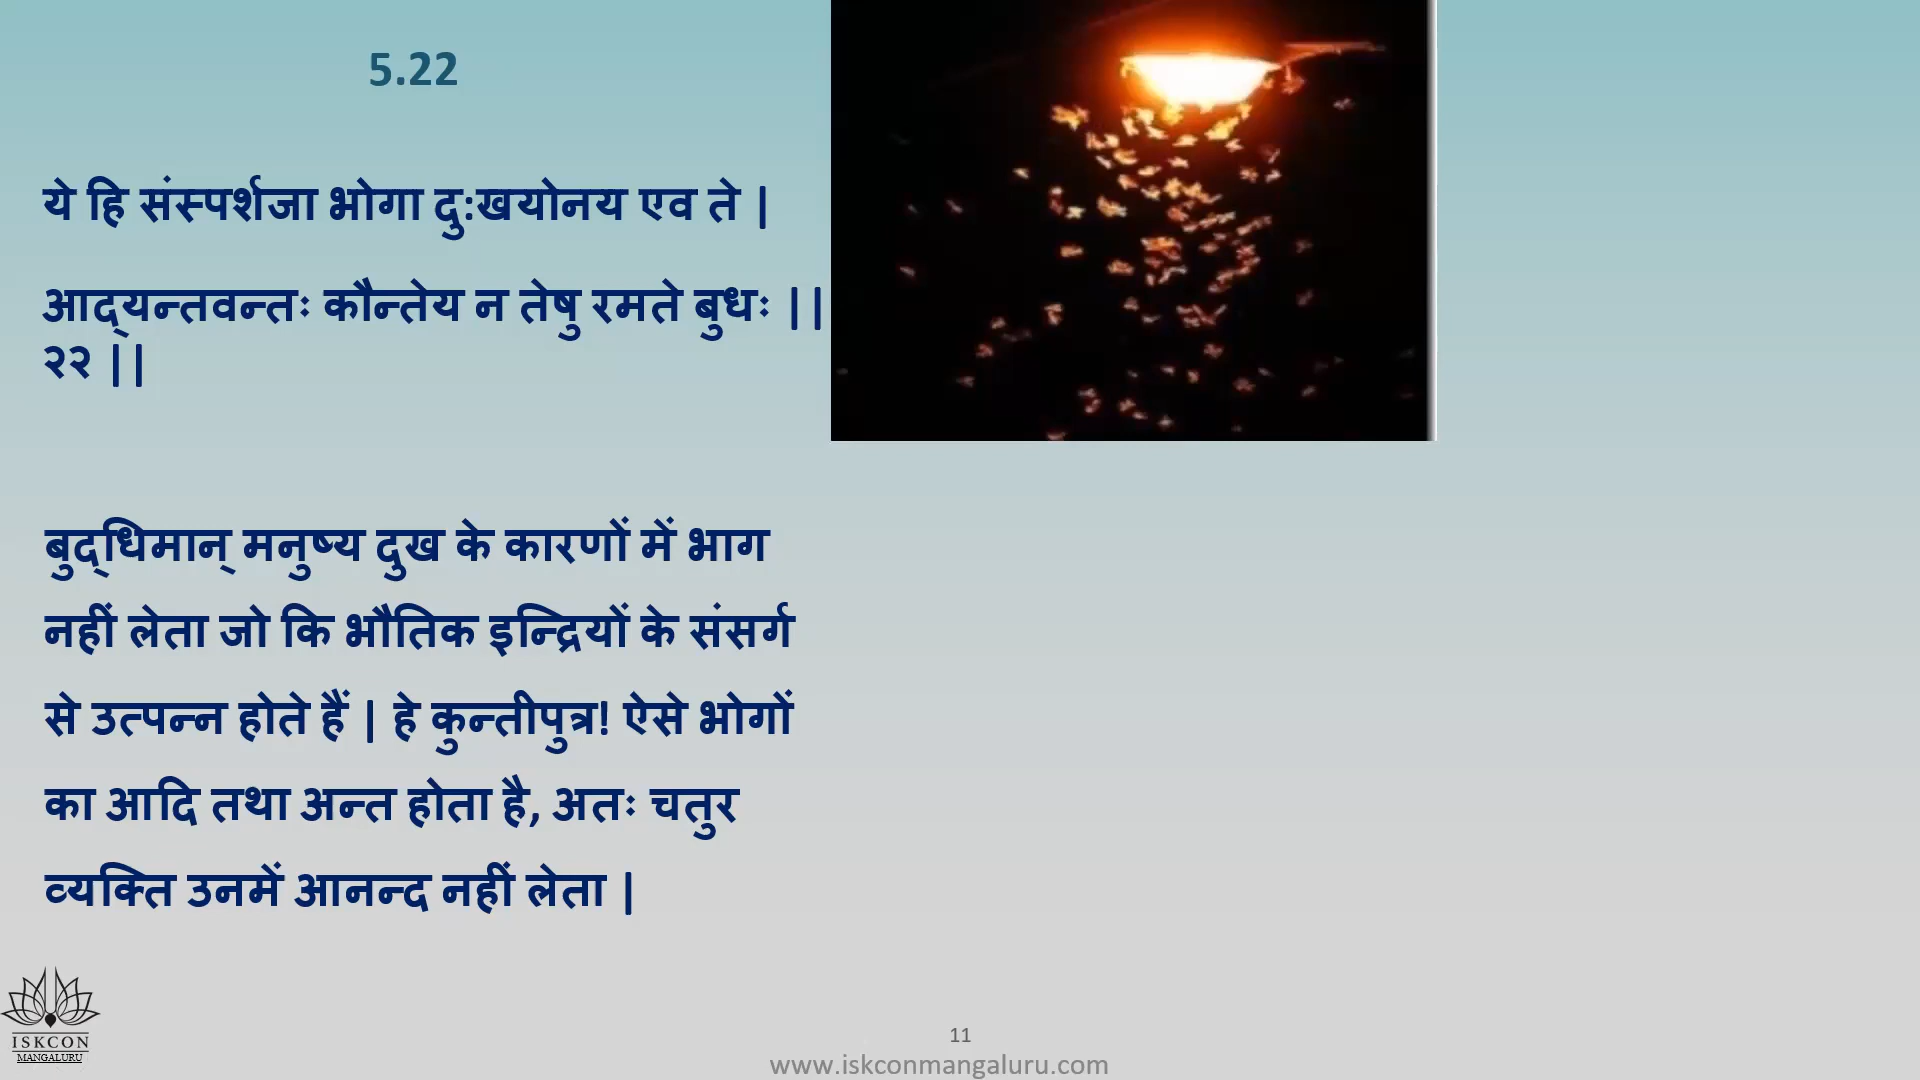 5.22
ये हि संस्पर्शजा भोगा दु:खयोनय एव ते |
आद्यन्तवन्तः कौन्तेय न तेषु रमते बुधः ||
२२ ||
बुद्धिमान् मनुष्य दुख के कारणों में भाग
नहीं लेता जो कि भौतिक इन्द्रियों के संसर्ग
से उत्पन्न होते हैं | हे कुन्तीपुत्र! ऐसे भोगों
का आदि तथा अन्त होता है, अतः चतुर
व्यक्ति उनमें आनन्द नहीं लेता |
ISKCON
MANGALURU
11
www.iskconmangaluru.com